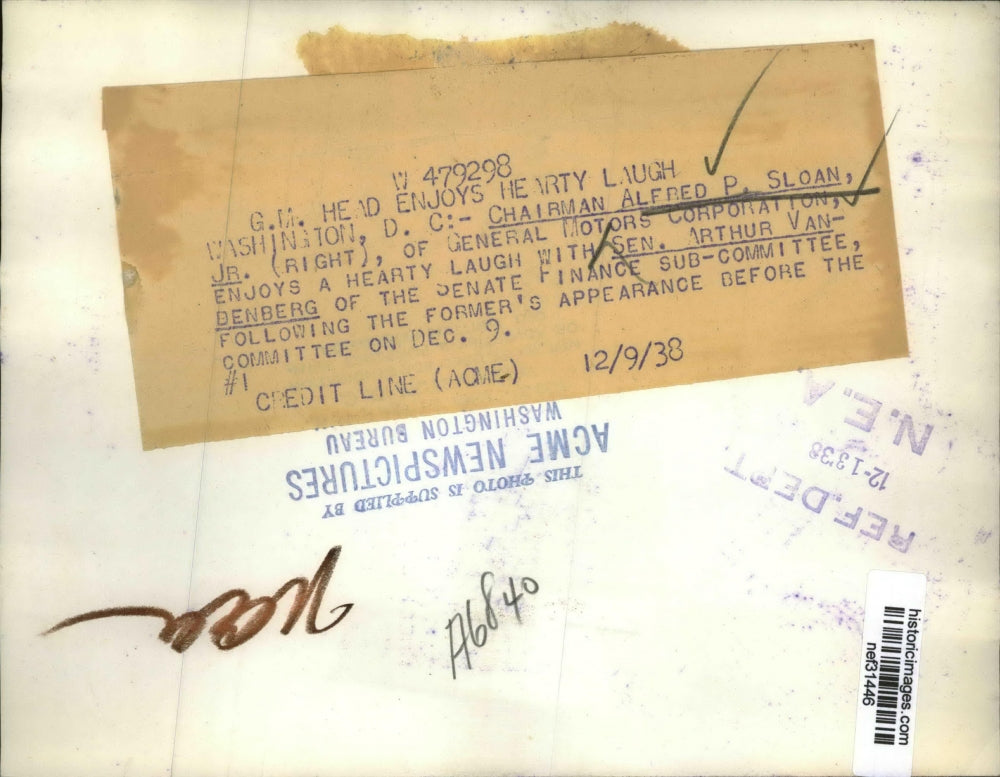 W 479298
G.M. HEAD ENJOYS HEARTY LAUGH
WASHINGTON, D. C:- CHAIRMAN ALFRED P. SLOAN,
JR. (RIGHT), OF GENERAL MOTORS CORPORATION,
ENJOYS A HEARTY LAUGH WITH SEN. ARTHUR VAN-
DENBERG OF THE SENATE FINANCE SUB-COMMITTEE,
FOLLOWING THE FORMER'S APPEARANCE BEFORE THE
COMMITTEE ON DEC. 9.
#1
CREDIT LINE (ACME) 12/9/38
THIS PHOTO IS SUPPLIED BY
ACME NEWSPICTURES
WASHINGTON BUREAU
REF. DEPT.
12-13 38
N.E.A.
A6840
historicimages.com
nef31446